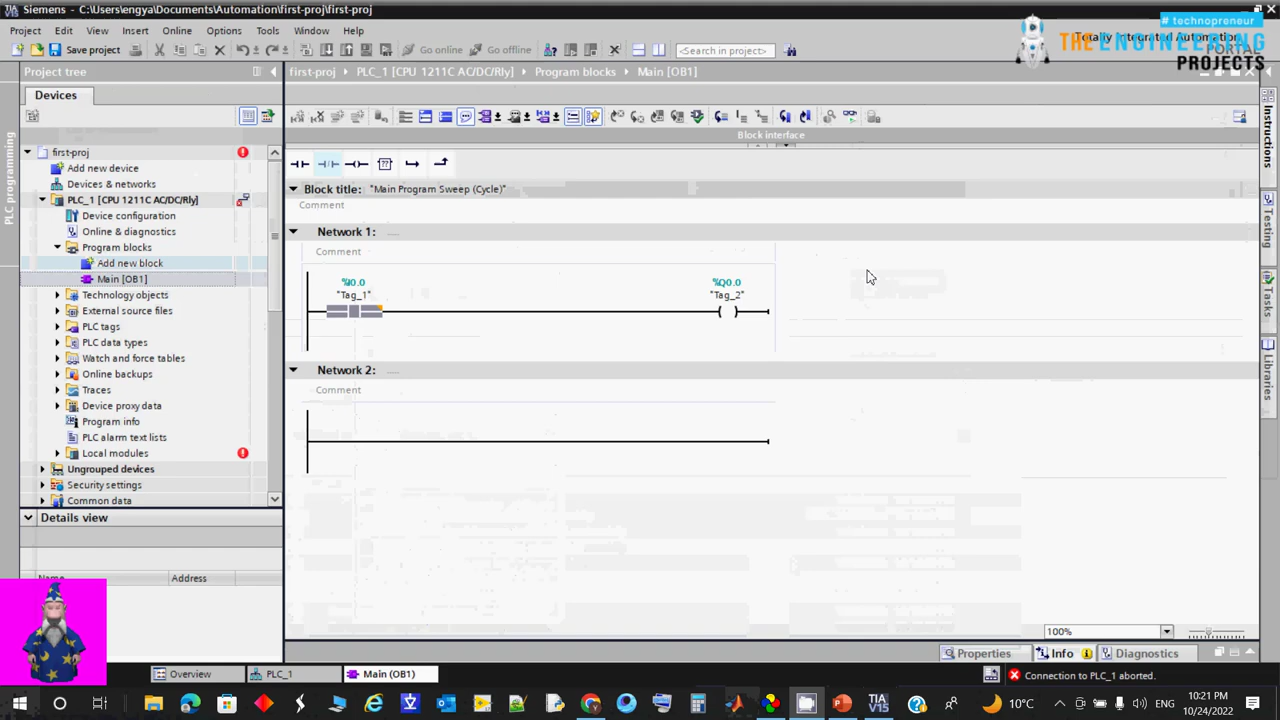 Siemens - C:\Users\engya\Documents\Automation\first-proj\first-proj
# technopreneur
Project Edit View Insert Online Options Tools Window Help
Totally Integrated Automation
PORTAL
THE ENGINEERING
PROJECTS
Save project
Go online
Go offline
<Search in project>
Project tree
first-proj PLC_1 [CPU 1211C AC/DC/Rly] Program blocks Main [OB1]
Devices
PLC programming
Block interface
first-proj
Add new device
Devices & networks
PLC_1 [CPU 1211C AC/DC/Rly]
Device configuration
Online & diagnostics
Program blocks
Add new block
Main [OB1]
Technology objects
External source files
PLC tags
PLC data types
Watch and force tables
Online backups
Traces
Device proxy data
Program info
PLC alarm text lists
Local modules
Ungrouped devices
Security settings
Common data
Details view
Name Address
??
Block title: "Main Program Sweep (Cycle)"
Comment
Network 1:
Comment
%I0.0
"Tag_1"
%Q0.0
"Tag_2"
Network 2:
Comment
100%
Instructions
Testing
Tasks
Libraries
Properties
Info
Diagnostics
Overview
PLC_1
Main (OB1)
Connection to PLC_1 aborted.
TIA
V15
10°C
ENG
10:21 PM
10/24/2022